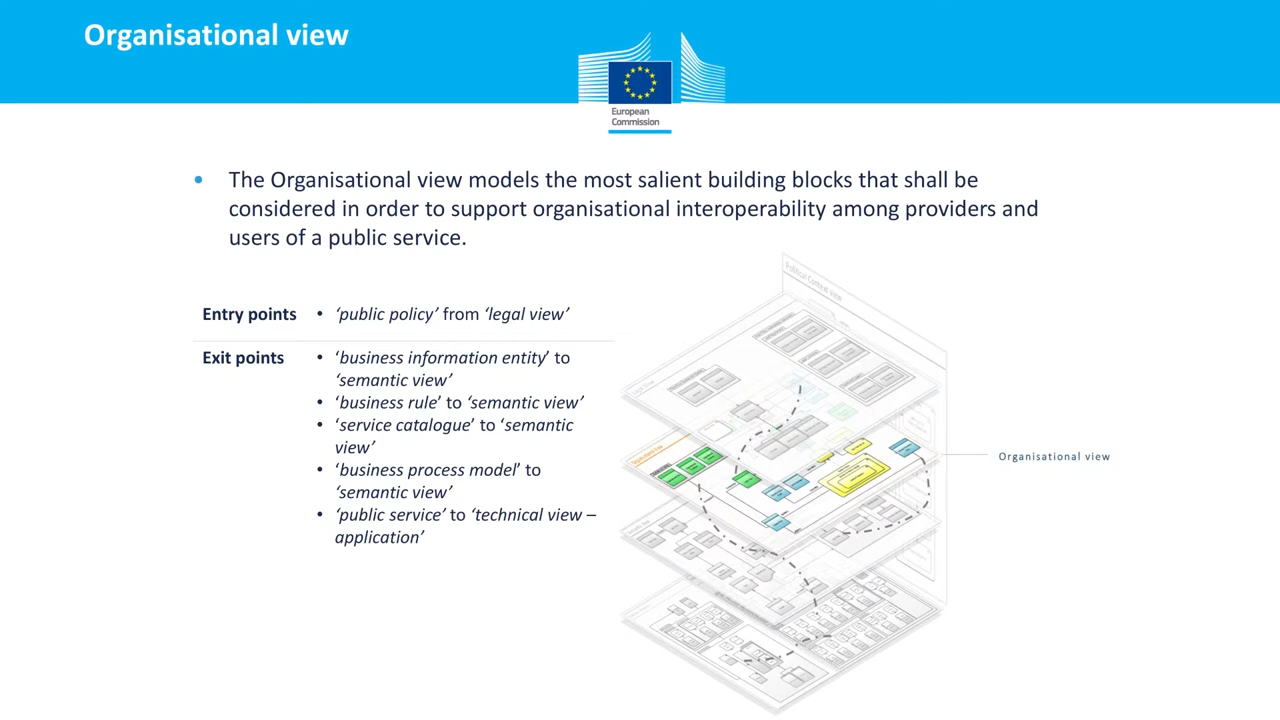 Organisational view
European
Commission
• The Organisational view models the most salient building blocks that shall be
considered in order to support organisational interoperability among providers and
users of a public service.
Entry points • ‘public policy’ from ‘legal view’
Exit points • ‘business information entity’ to
‘semantic view’
• ‘business rule’ to ‘semantic view’
• ‘service catalogue’ to ‘semantic
view’
• ‘business process model’ to
‘semantic view’
• ‘public service’ to ‘technical view –
application’
Political Context view
Organisational view